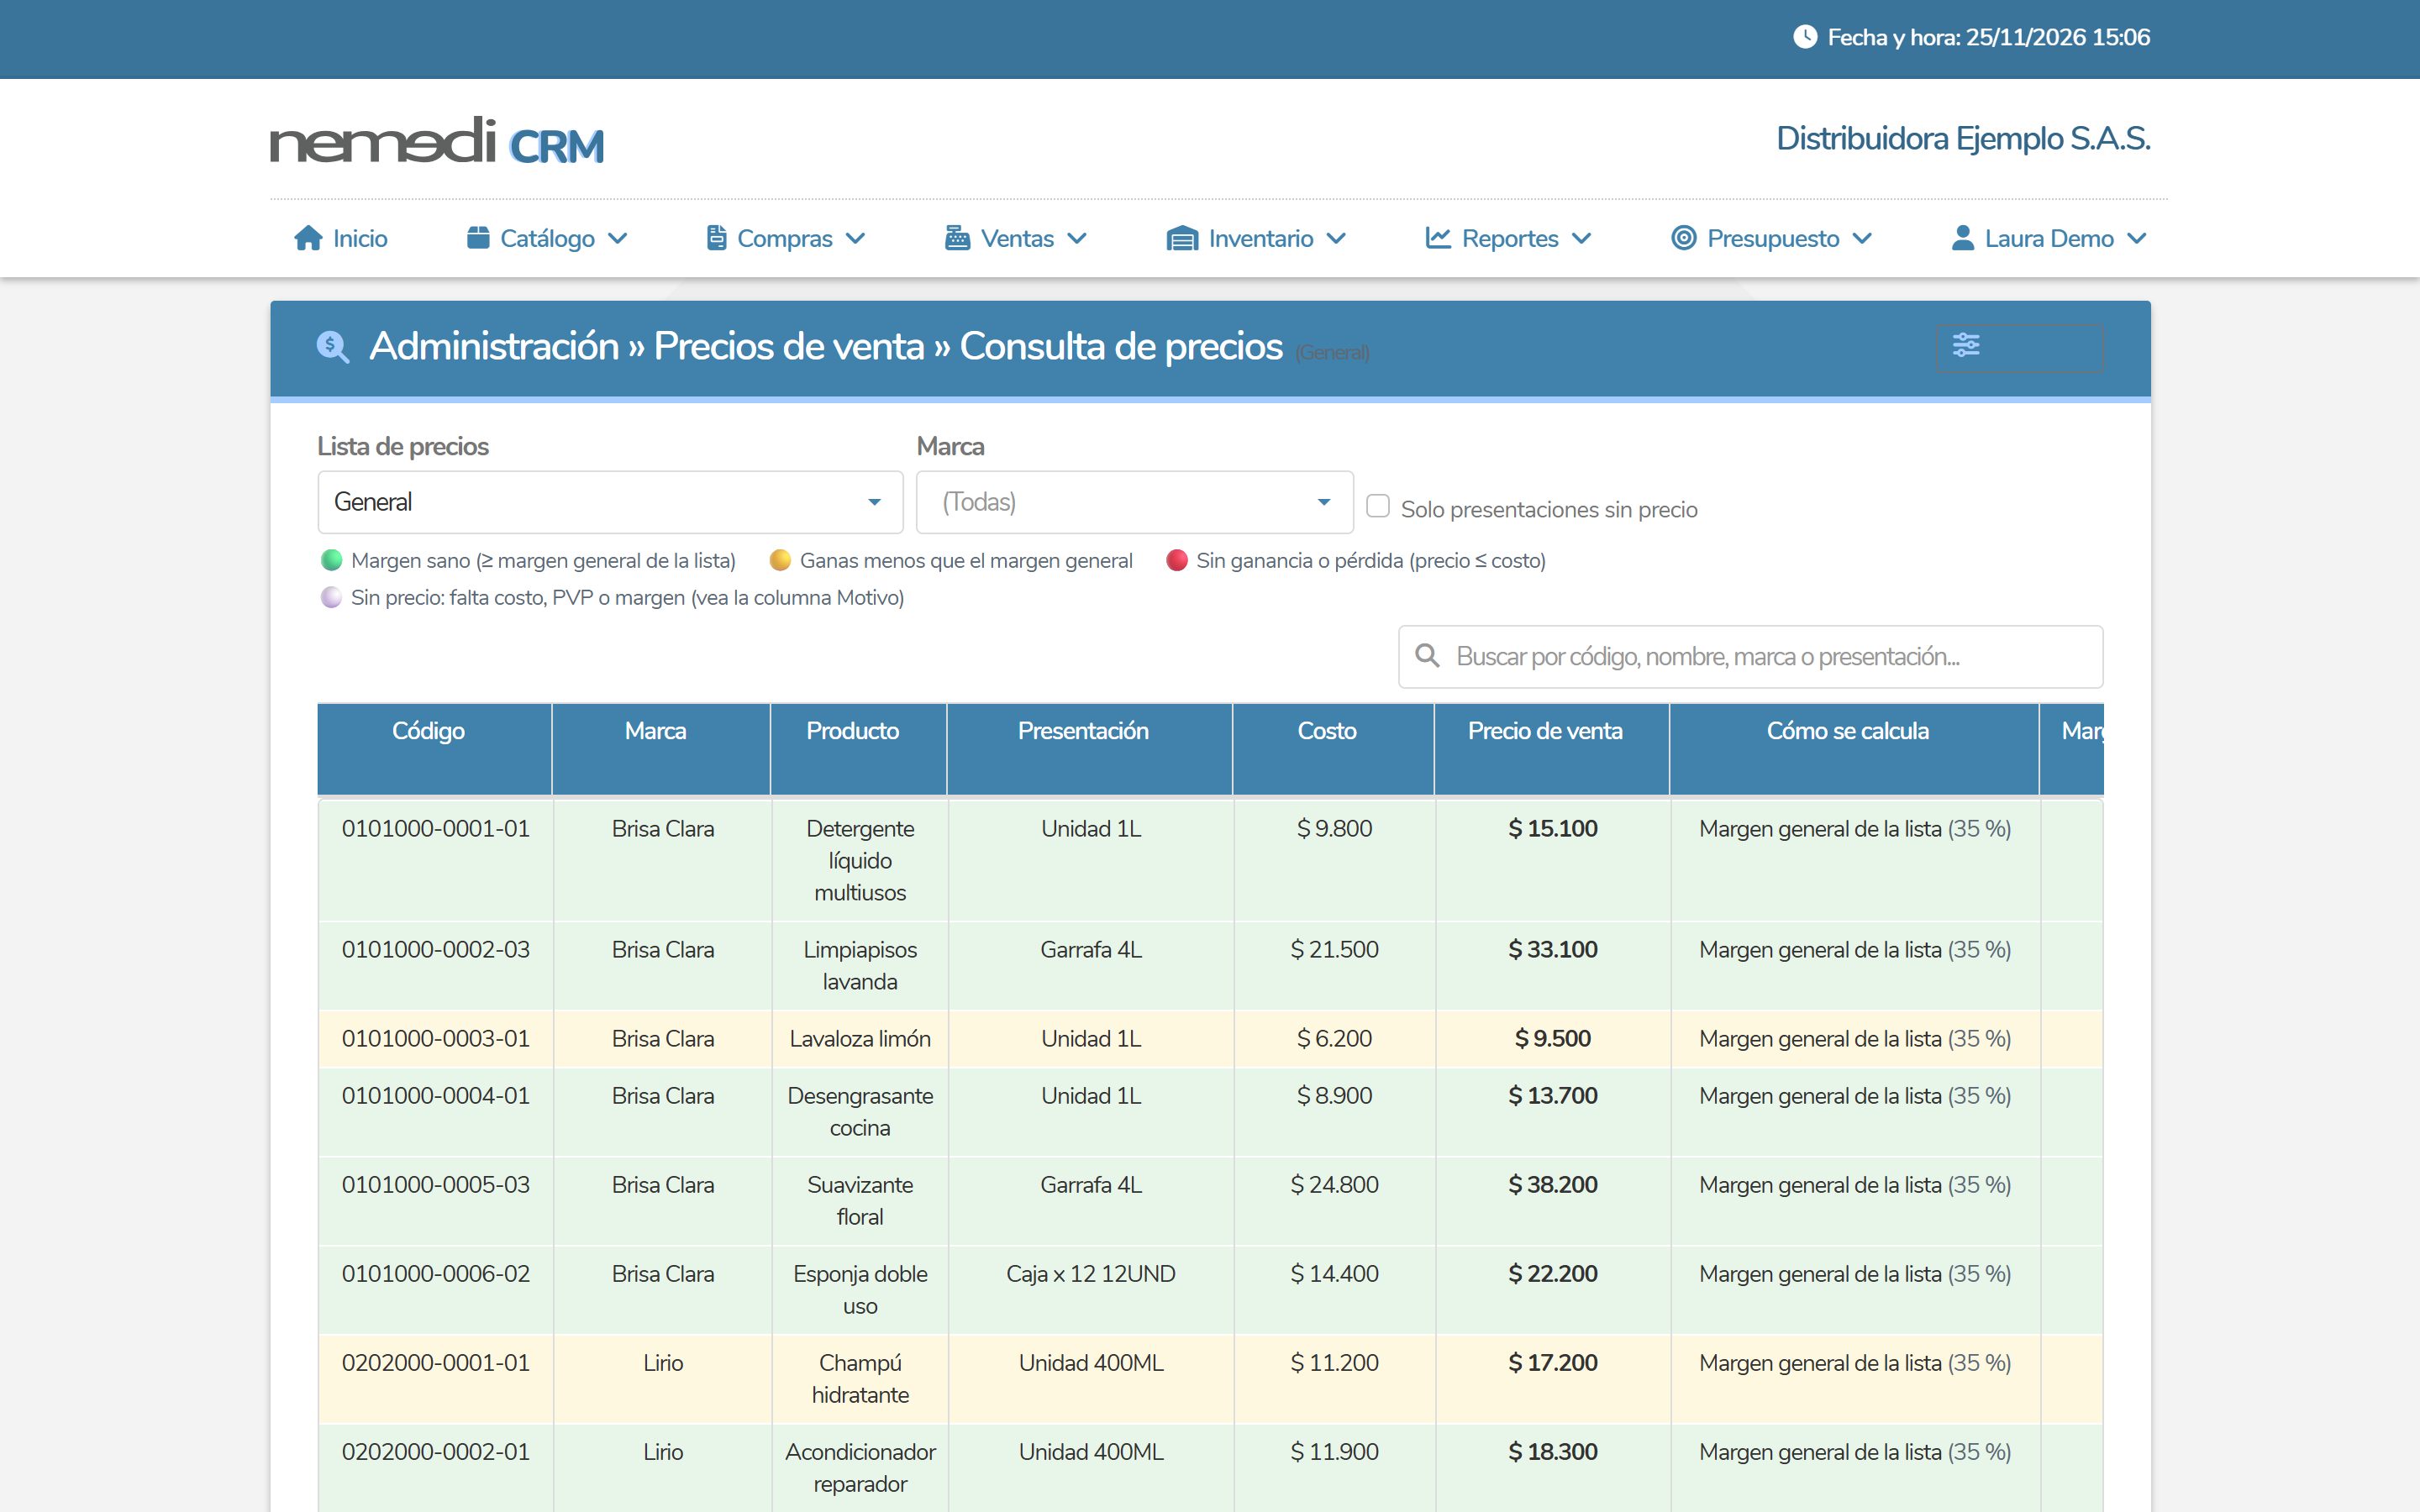 Fecha y hora: 25/11/2026 15:06
nemedi CRM
Distribuidora Ejemplo S.A.S.
Inicio Catálogo Compras Ventas Inventario Reportes Presupuesto Laura Demo
Administración » Precios de venta » Consulta de precios (General)
Lista de precios Marca
General (Todas) Solo presentaciones sin precio
Margen sano (≥ margen general de la lista) Ganas menos que el margen general Sin ganancia o pérdida (precio ≤ costo)
Sin precio: falta costo, PVP o margen (vea la columna Motivo)
Buscar por código, nombre, marca o presentación...
Código Marca Producto Presentación Costo Precio de venta Cómo se calcula
0101000-0001-01 Brisa Clara Detergente líquido multiusos Unidad 1L $ 9.800 $ 15.100 Margen general de la lista (35 %)
0101000-0002-03 Brisa Clara Limpiapisos lavanda Garrafa 4L $ 21.500 $ 33.100 Margen general de la lista (35 %)
0101000-0003-01 Brisa Clara Lavaloza limón Unidad 1L $ 6.200 $ 9.500 Margen general de la lista (35 %)
0101000-0004-01 Brisa Clara Desengrasante cocina Unidad 1L $ 8.900 $ 13.700 Margen general de la lista (35 %)
0101000-0005-03 Brisa Clara Suavizante floral Garrafa 4L $ 24.800 $ 38.200 Margen general de la lista (35 %)
0101000-0006-02 Brisa Clara Esponja doble uso Caja x 12 12UND $ 14.400 $ 22.200 Margen general de la lista (35 %)
0202000-0001-01 Lirio Champú hidratante Unidad 400ML $ 11.200 $ 17.200 Margen general de la lista (35 %)
0202000-0002-01 Lirio Acondicionador reparador Unidad 400ML $ 11.900 $ 18.300 Margen general de la lista (35 %)